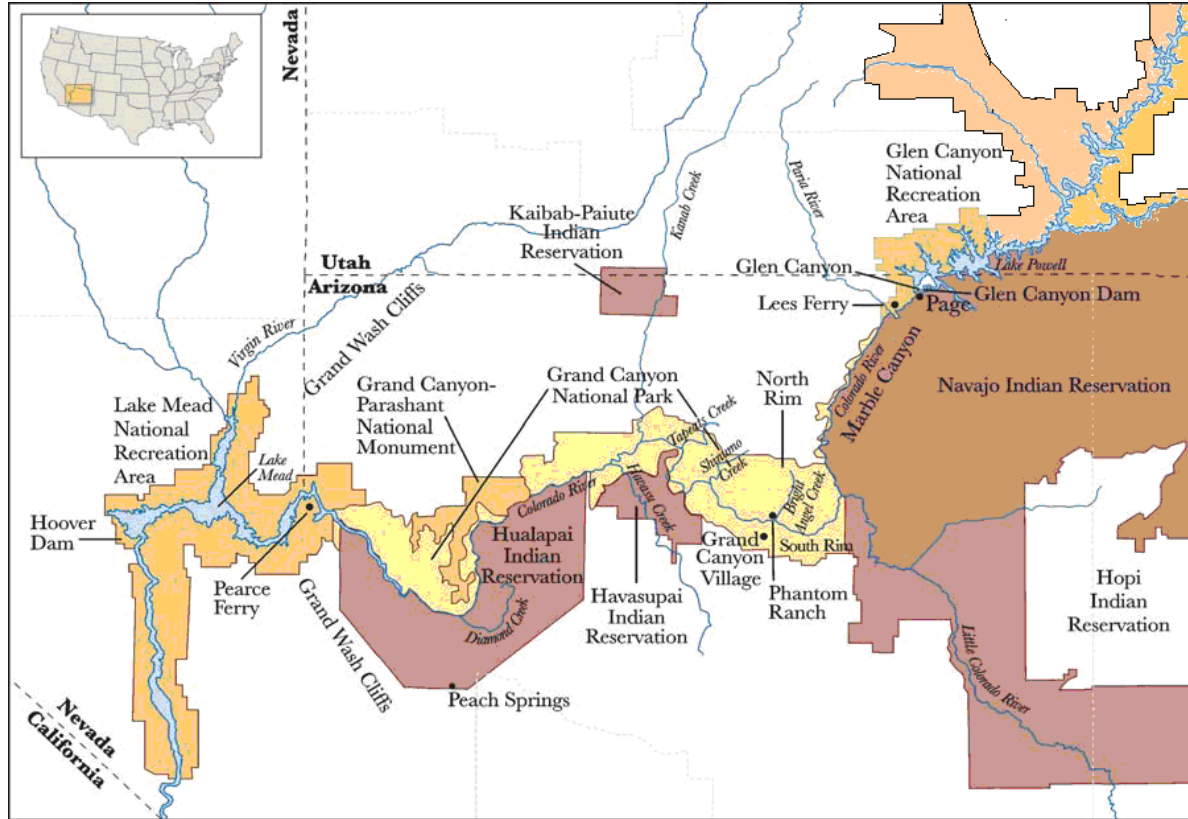 Nevada
Glen Canyon
National
Recreation
Area
Paria River
Kanab Creek
Kaibab-Paiute
Indian
Reservation
Utah
Arizona
Glen Canyon
Lake Powell
Glen Canyon Dam
Lees Ferry
Page
Virgin River
Grand Wash Cliffs
Colorado River
Marble Canyon
Navajo Indian Reservation
Grand Canyon-
Parashant
National
Monument
Grand Canyon
National Park
North
Rim
Lake Mead
National
Recreation
Area
Lake
Mead
Tapeats Creek
Shinumo
Creek
Bright
Angel Creek
Colorado River
Havasu Creek
Hoover
Dam
Hualapai
Indian
Reservation
Grand
Canyon
Village
South Rim
Pearce
Ferry
Grand Wash Cliffs
Diamond Creek
Havasupai
Indian
Reservation
Phantom
Ranch
Hopi
Indian
Reservation
Little Colorado River
Peach Springs
Nevada
California